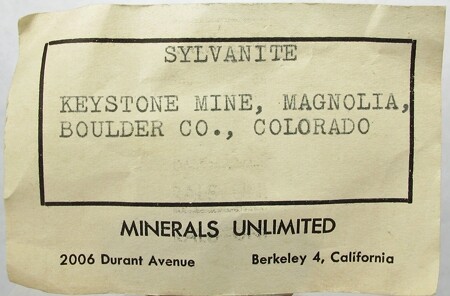 SYLVANITE
KEYSTONE MINE, MAGNOLIA,
BOULDER CO., COLORADO
MINERALS UNLIMITED
2006 Durant Avenue Berkeley 4, California